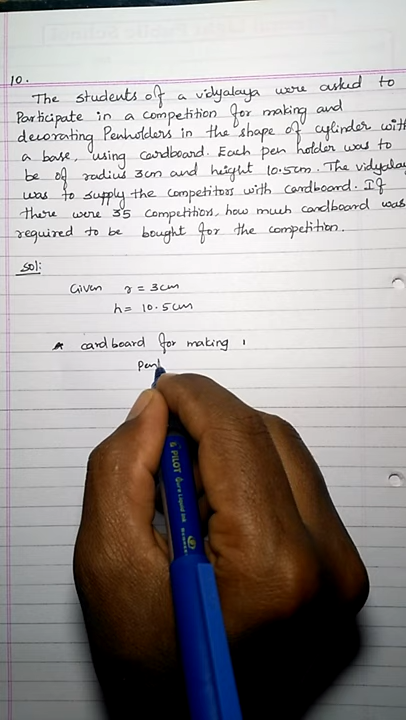 10.
The students of a vidyalaya were asked to
Participate in a competition for making and
decorating Penholders in the shape of cylinder with
a base, using cardboard. Each pen holder was to
be of radius 3cm and height 10.5cm. The vidyalay
was to supply the competitors with cardboard. If
there were 35 competitors, how much cardboard was
required to be bought for the competition.
Sol:
Given r = 3cm
h = 10.5cm
cardboard for making 1
Pen
PILOT